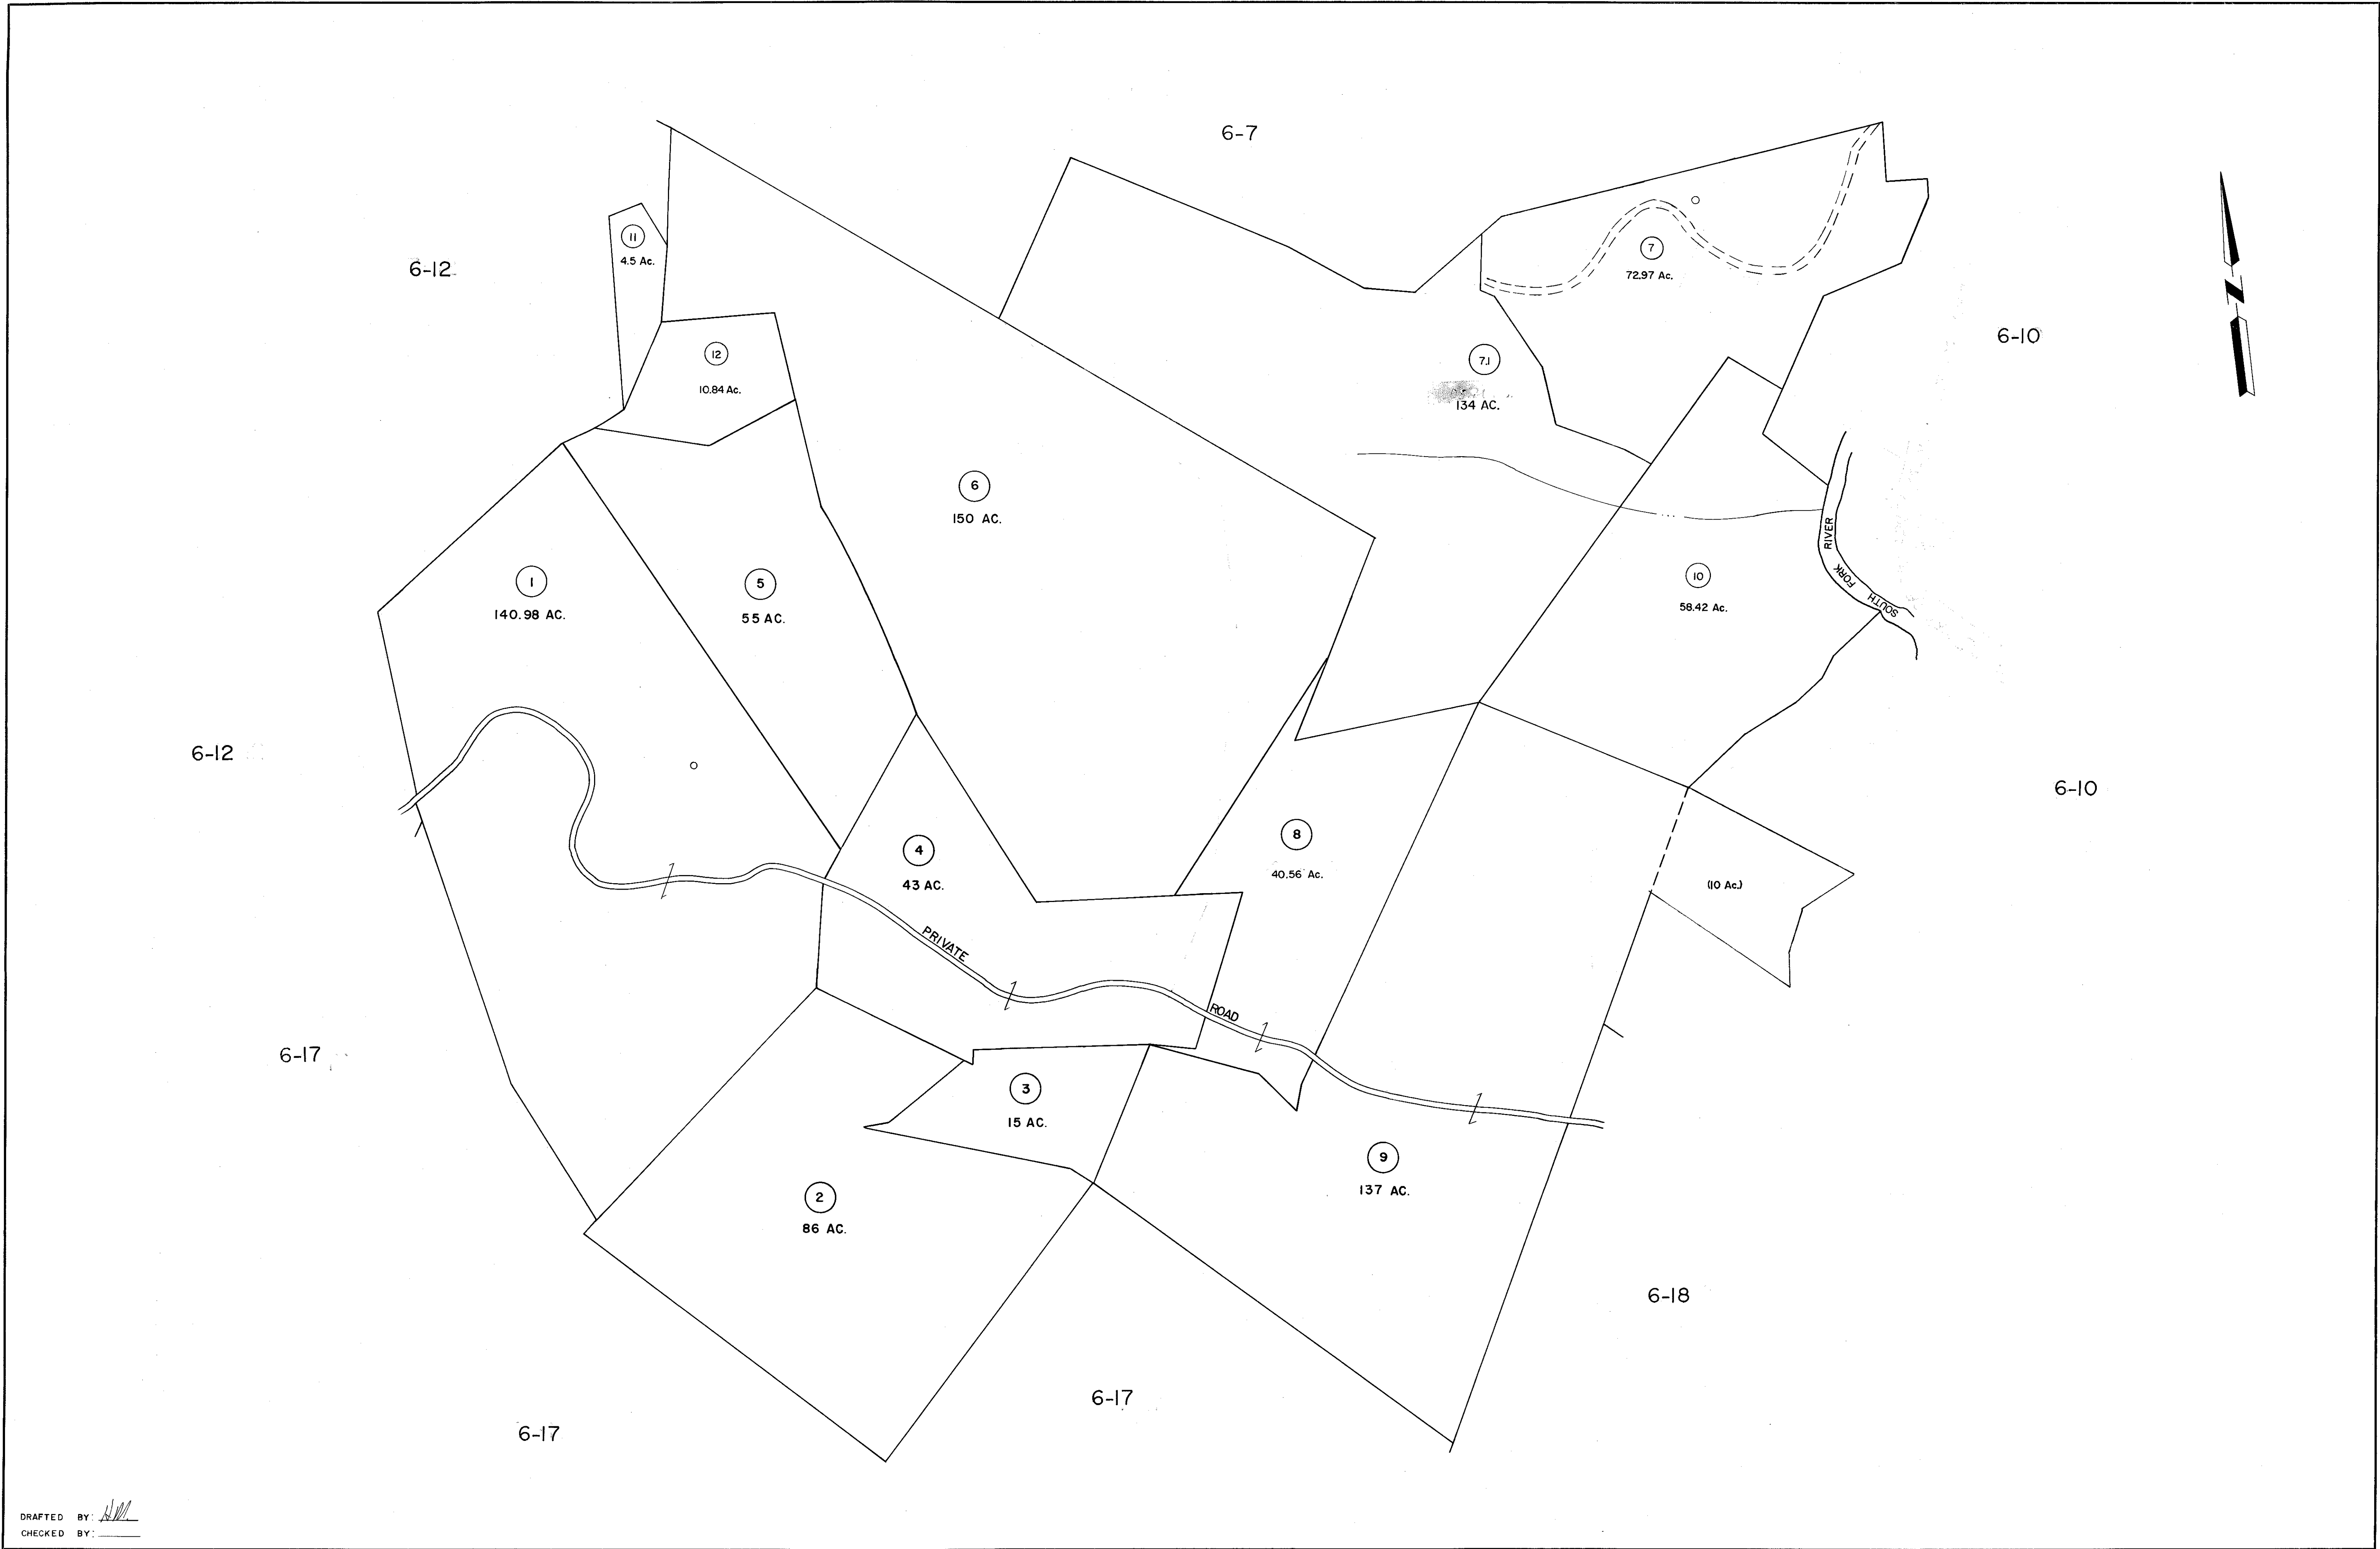 6-7
11
4.5 Ac.
6-12
7
72.97 Ac.
6-10
12
10.84 Ac.
7.1
134 AC.
6
150 AC.
RIVER
FORK
SOUTH
1
140.98 AC.
5
55 AC.
10
58.42 Ac.
6-12
6-10
4
43 AC.
8
40.56 Ac.
(10 Ac.)
PRIVATE
ROAD
6-17
3
15 AC.
9
137 AC.
2
86 AC.
6-18
6-17
6-17
N
DRAFTED BY: HM
CHECKED BY: